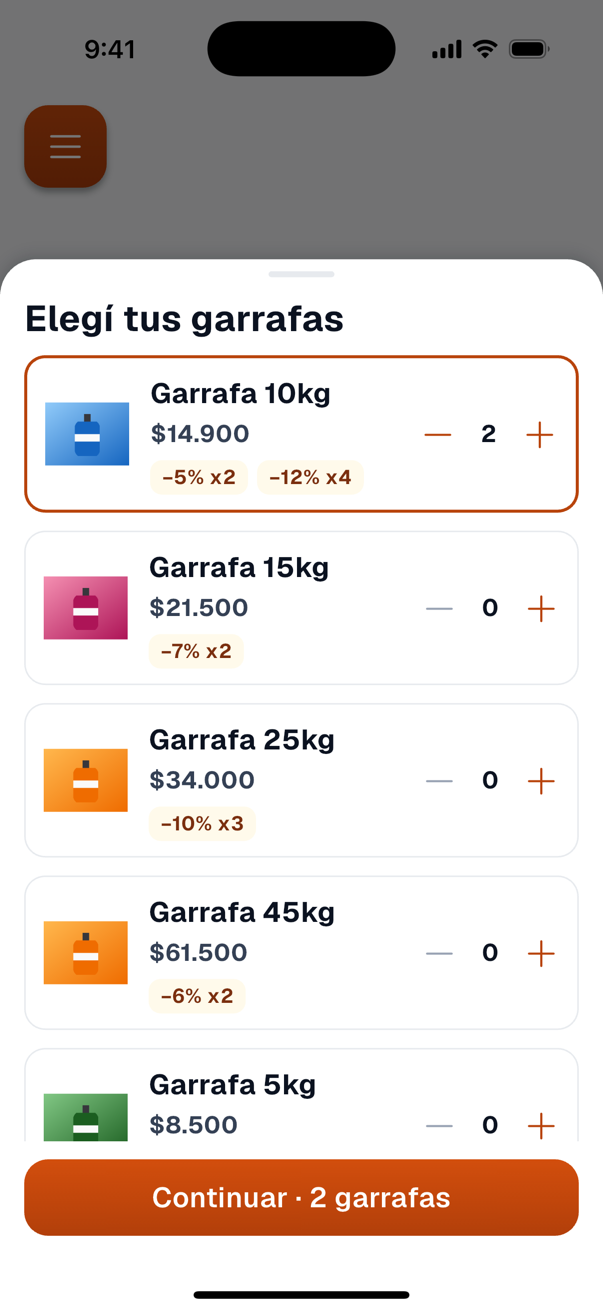 9:41
Elegí tus garrafas
Garrafa 10kg
$14.900
2
−5% x2
−12% x4
Garrafa 15kg
$21.500
0
−7% x2
Garrafa 25kg
$34.000
0
−10% x3
Garrafa 45kg
$61.500
0
−6% x2
Garrafa 5kg
$8.500
0
Continuar · 2 garrafas